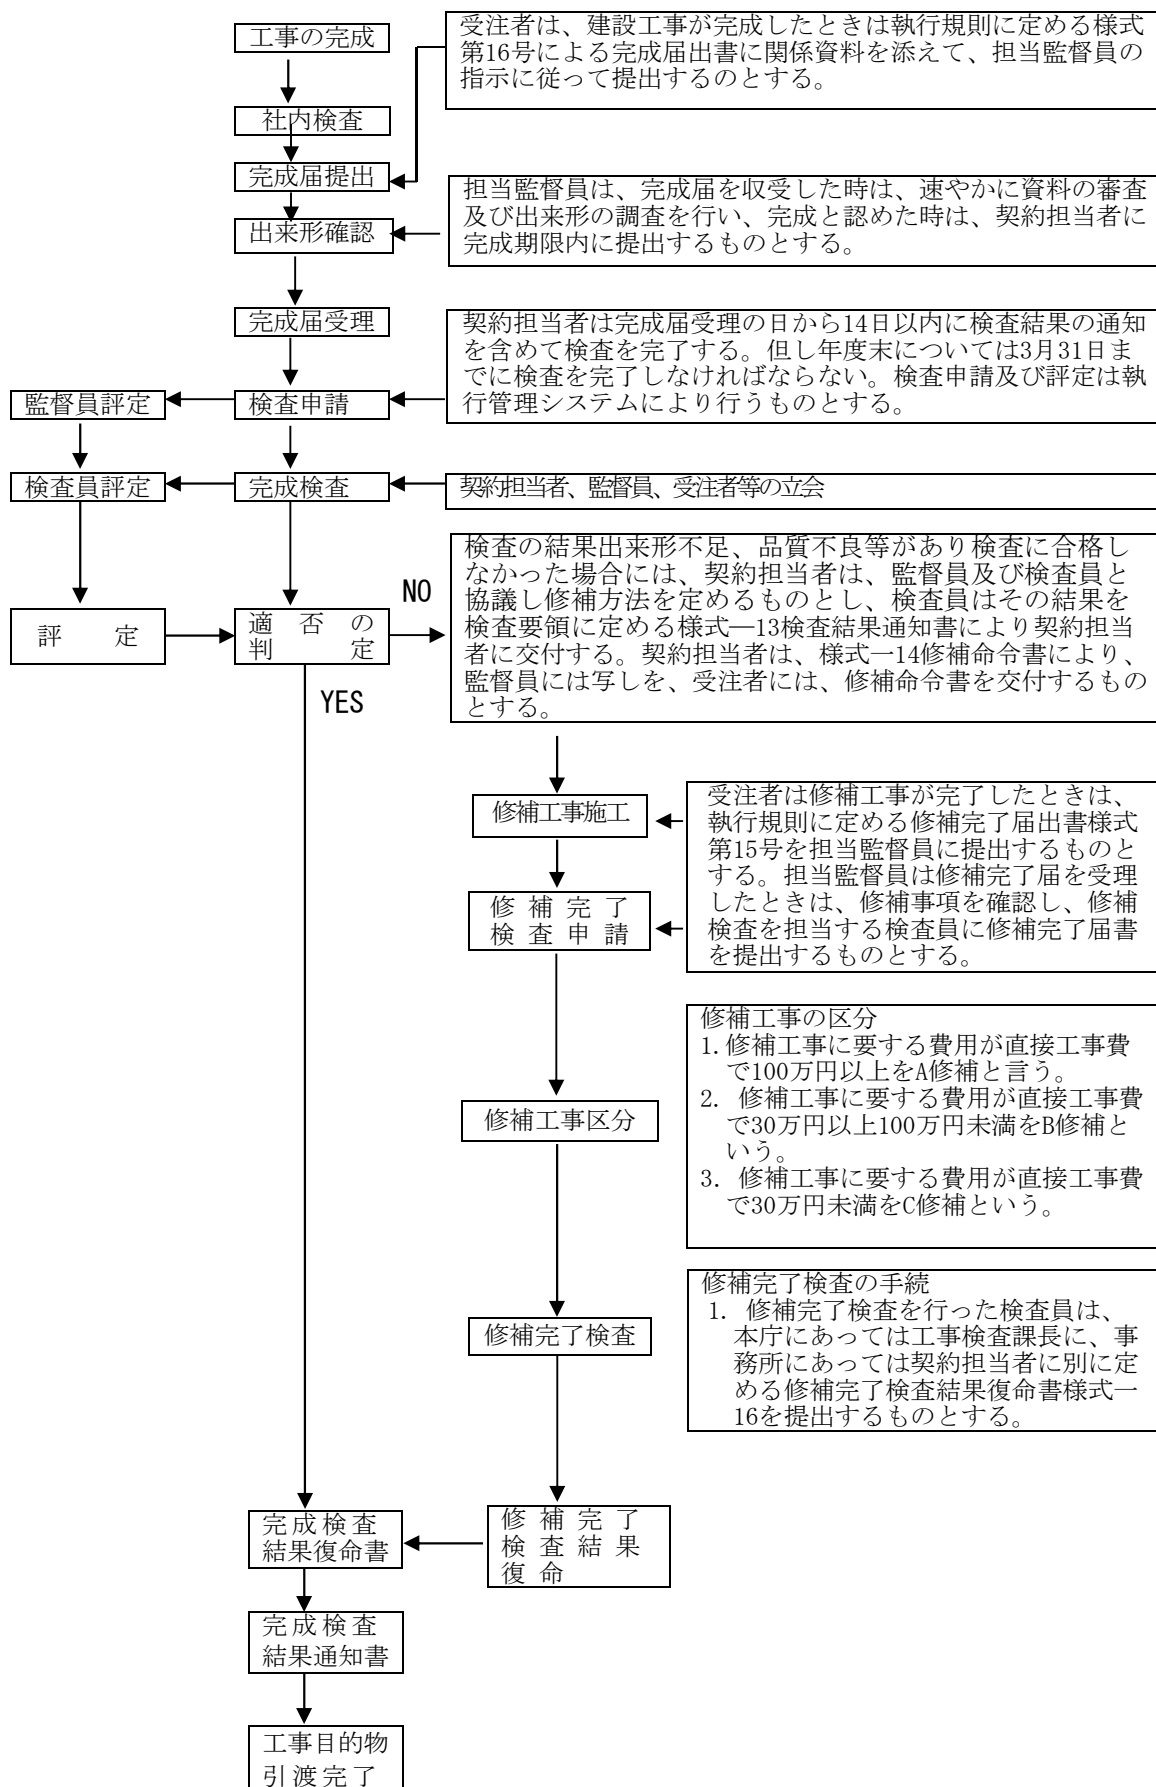 工事の完成
受注者は、建設工事が完成したときは執行規則に定める様式
第16号による完成届出書に関係資料を添えて、担当監督員の
指示に従って提出するのとする。
社内検査
完成届提出
担当監督員は、完成届を収受した時は、速やかに資料の審査
及び出来形の調査を行い、完成と認めた時は、契約担当者に
完成期限内に提出するものとする。
出来形確認
完成届受理
契約担当者は完成届受理の日から14日以内に検査結果の通知
を含めて検査を完了する。但し年度末については3月31日ま
でに検査を完了しなければならない。検査申請及び評定は執
行管理システムにより行うものとする。
監督員評定
検査申請
検査員評定
完成検査
契約担当者、監督員、受注者等の立会
検査の結果出来形不足、品質不良等があり検査に合格し
なかった場合には、契約担当者は、監督員及び検査員と
協議し修補方法を定めるものとし、検査員はその結果を
検査要領に定める様式―13検査結果通知書により契約担当
者に交付する。契約担当者は、様式一14修補命令書により、
監督員には写しを、受注者には、修補命令書を交付するもの
とする。
評 定
適 否 の
判 定
NO
YES
修補工事施工
受注者は修補工事が完了したときは、
執行規則に定める修補完了届出書様式
第15号を担当監督員に提出するものと
する。担当監督員は修補完了届を受理
したときは、修補事項を確認し、修補
検査を担当する検査員に修補完了届書
を提出するものとする。
修 補 完 了
検 査 申 請
修補工事の区分
1.修補工事に要する費用が直接工事費
で100万円以上をA修補と言う。
2. 修補工事に要する費用が直接工事費
で30万円以上100万円未満をB修補と
いう。
3. 修補工事に要する費用が直接工事費
で30万円未満をC修補という。
修補工事区分
修補完了検査の手続
1. 修補完了検査を行った検査員は、
本庁にあっては工事検査課長に、事
務所にあっては契約担当者に別に定
める修補完了検査結果復命書様式一
16を提出するものとする。
修補完了検査
完成検査
結果復命書
修 補 完 了
検 査 結 果
復 命
完成検査
結果通知書
工事目的物
引渡完了